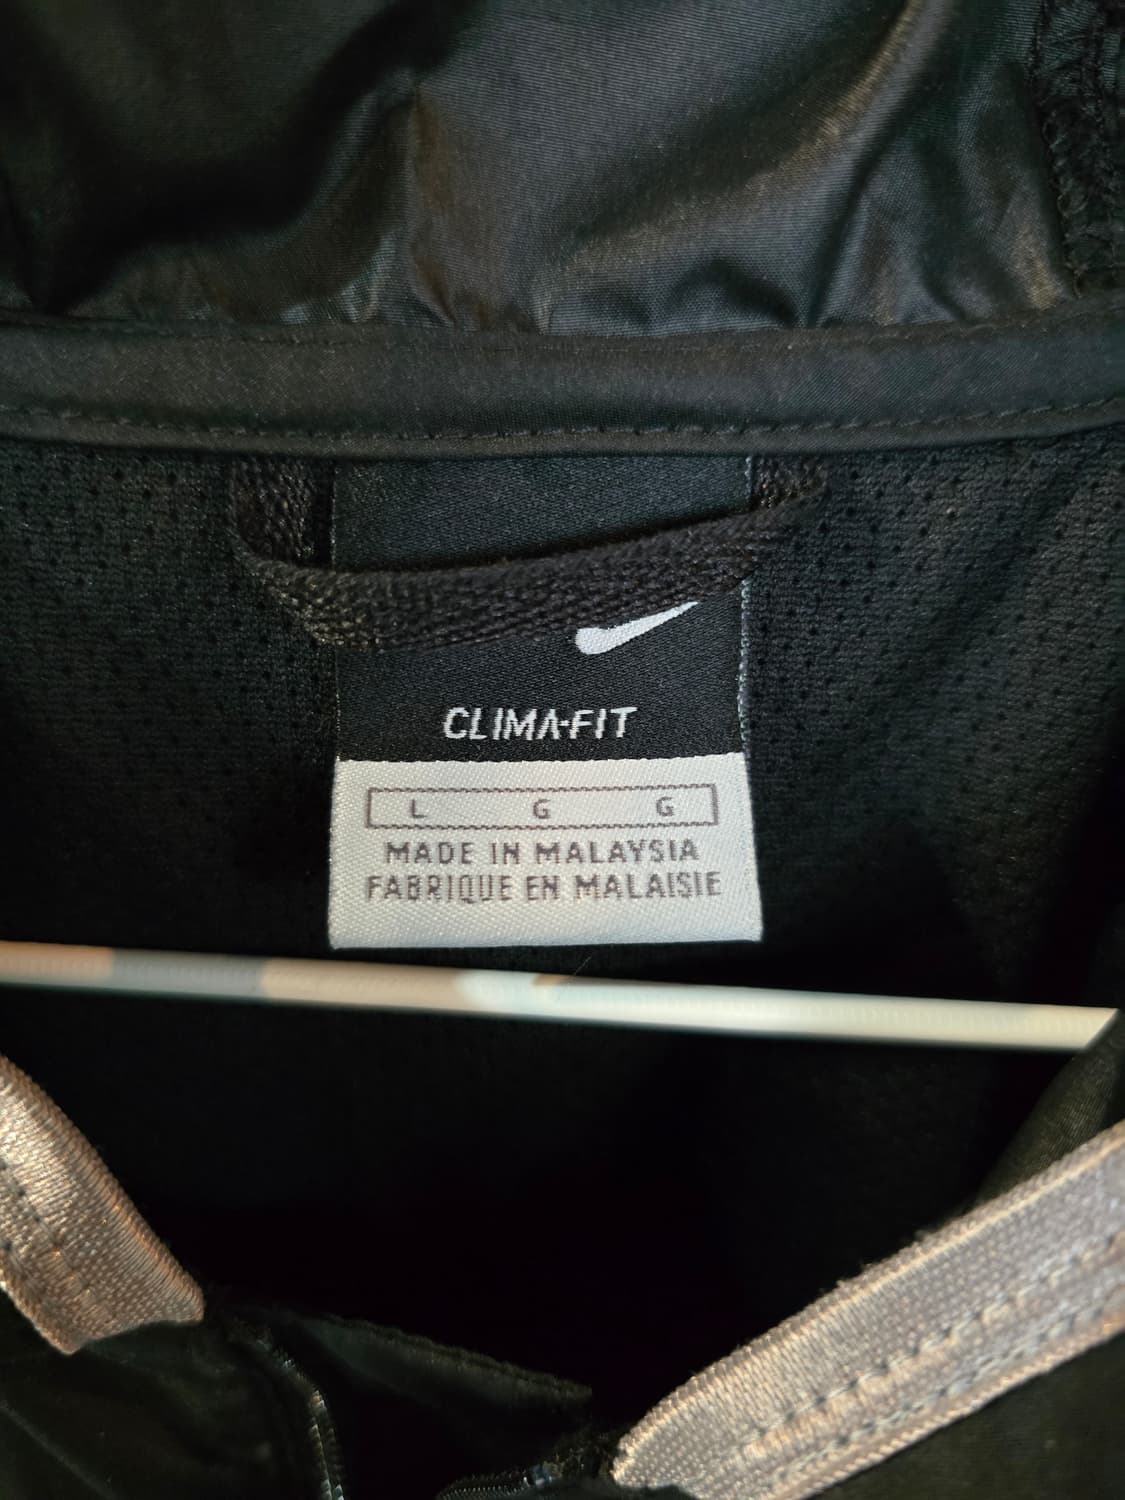 CLIMA-FIT
L G G
MADE IN MALAYSIA
FABRIQUE EN MALAISIE